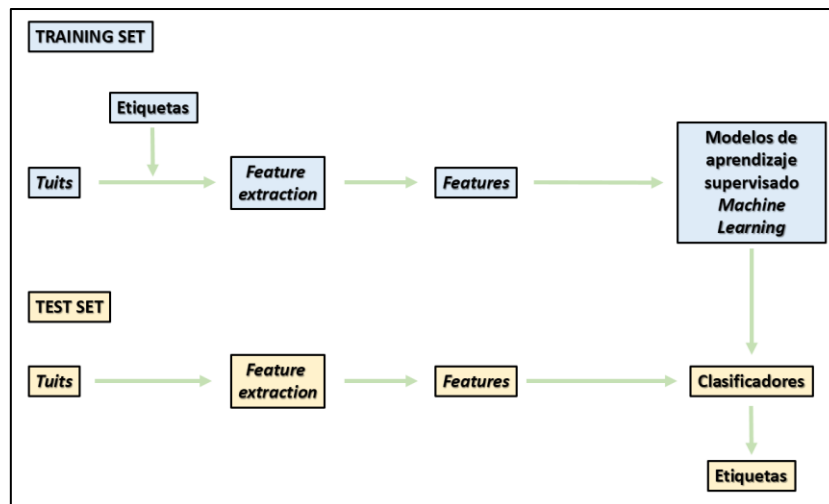 TRAINING SET
Etiquetas
Tuits
Feature
extraction
Features
Modelos de
aprendizaje
supervisado
Machine
Learning
TEST SET
Tuits
Feature
extraction
Features
Clasificadores
Etiquetas